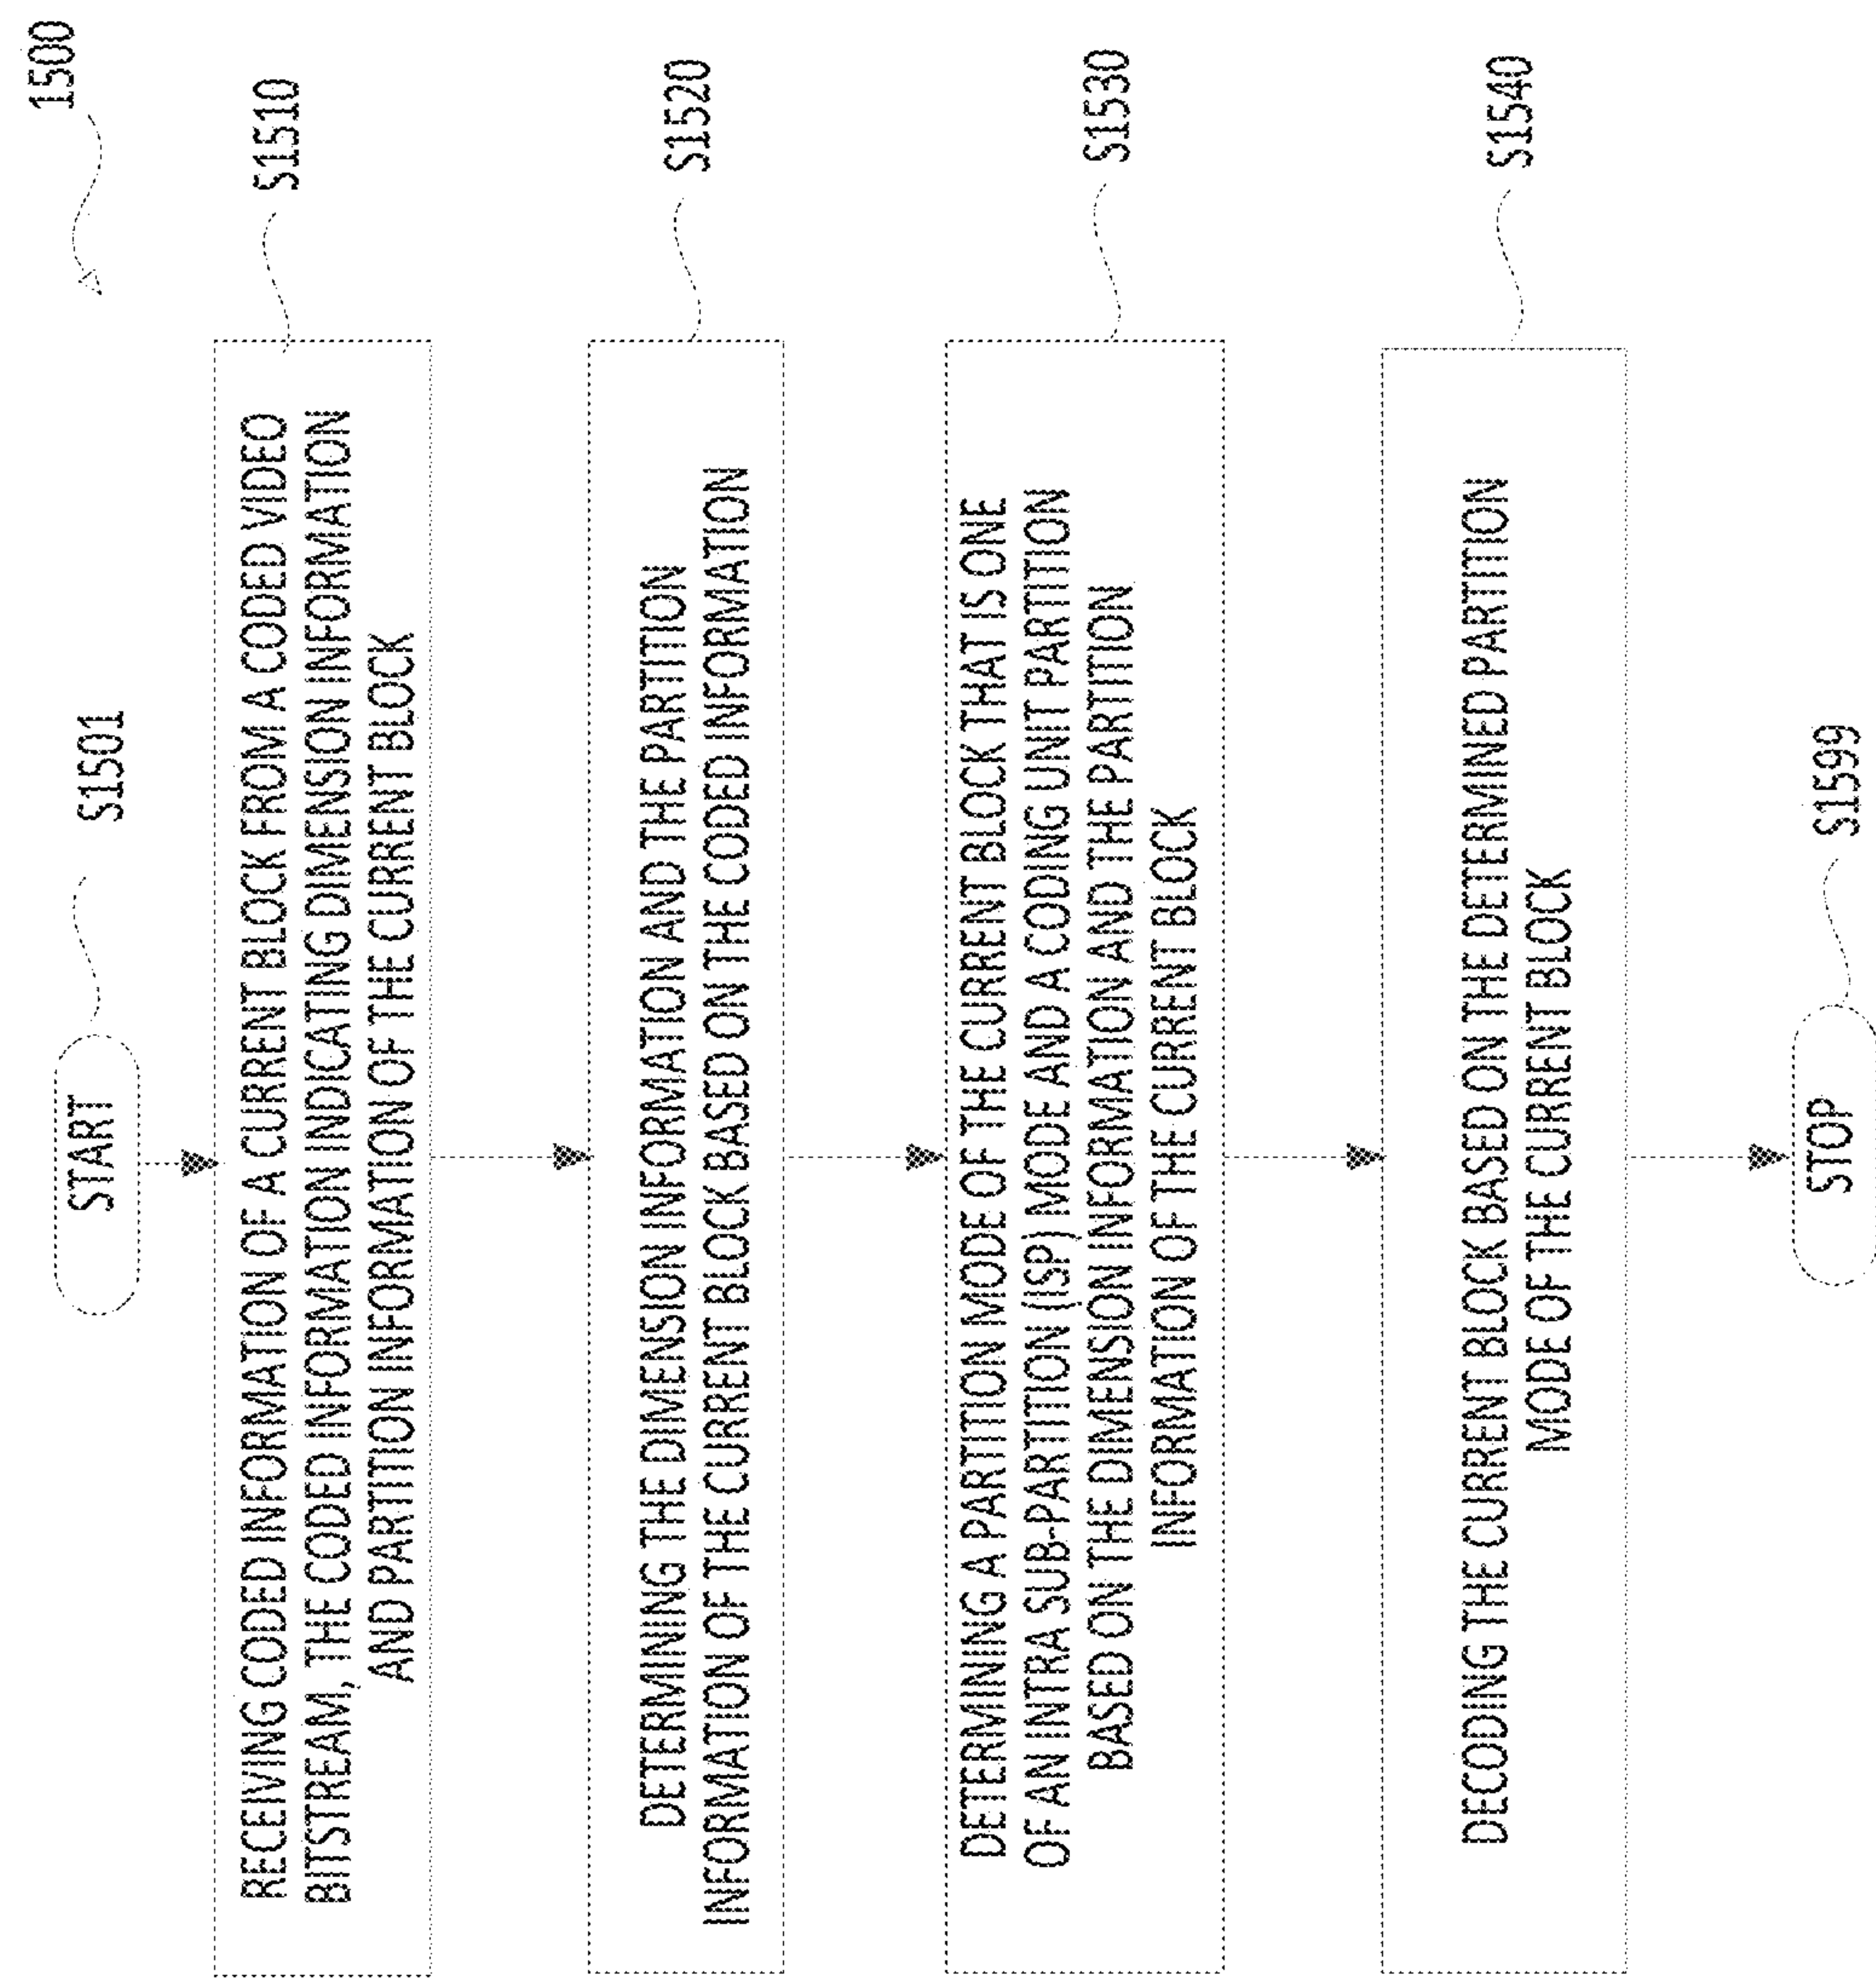 1500
S1501
START
S1510
RECEIVING CODED INFORMATION OF A CURRENT BLOCK FROM A CODED VIDEO
BITSTREAM, THE CODED INFORMATION INDICATING DIMENSION INFORMATION
AND PARTITION INFORMATION OF THE CURRENT BLOCK
S1520
DETERMINING THE DIMENSION INFORMATION AND THE PARTITION
INFORMATION OF THE CURRENT BLOCK BASED ON THE CODED INFORMATION
S1530
DETERMINING A PARTITION MODE OF THE CURRENT BLOCK THAT IS ONE
OF AN INTRA SUB-PARTITION (ISP) MODE AND A CODING UNIT PARTITION
BASED ON THE DIMENSION INFORMATION AND THE PARTITION
INFORMATION OF THE CURRENT BLOCK
S1540
DECODING THE CURRENT BLOCK BASED ON THE DETERMINED PARTITION
MODE OF THE CURRENT BLOCK
S1599
STOP